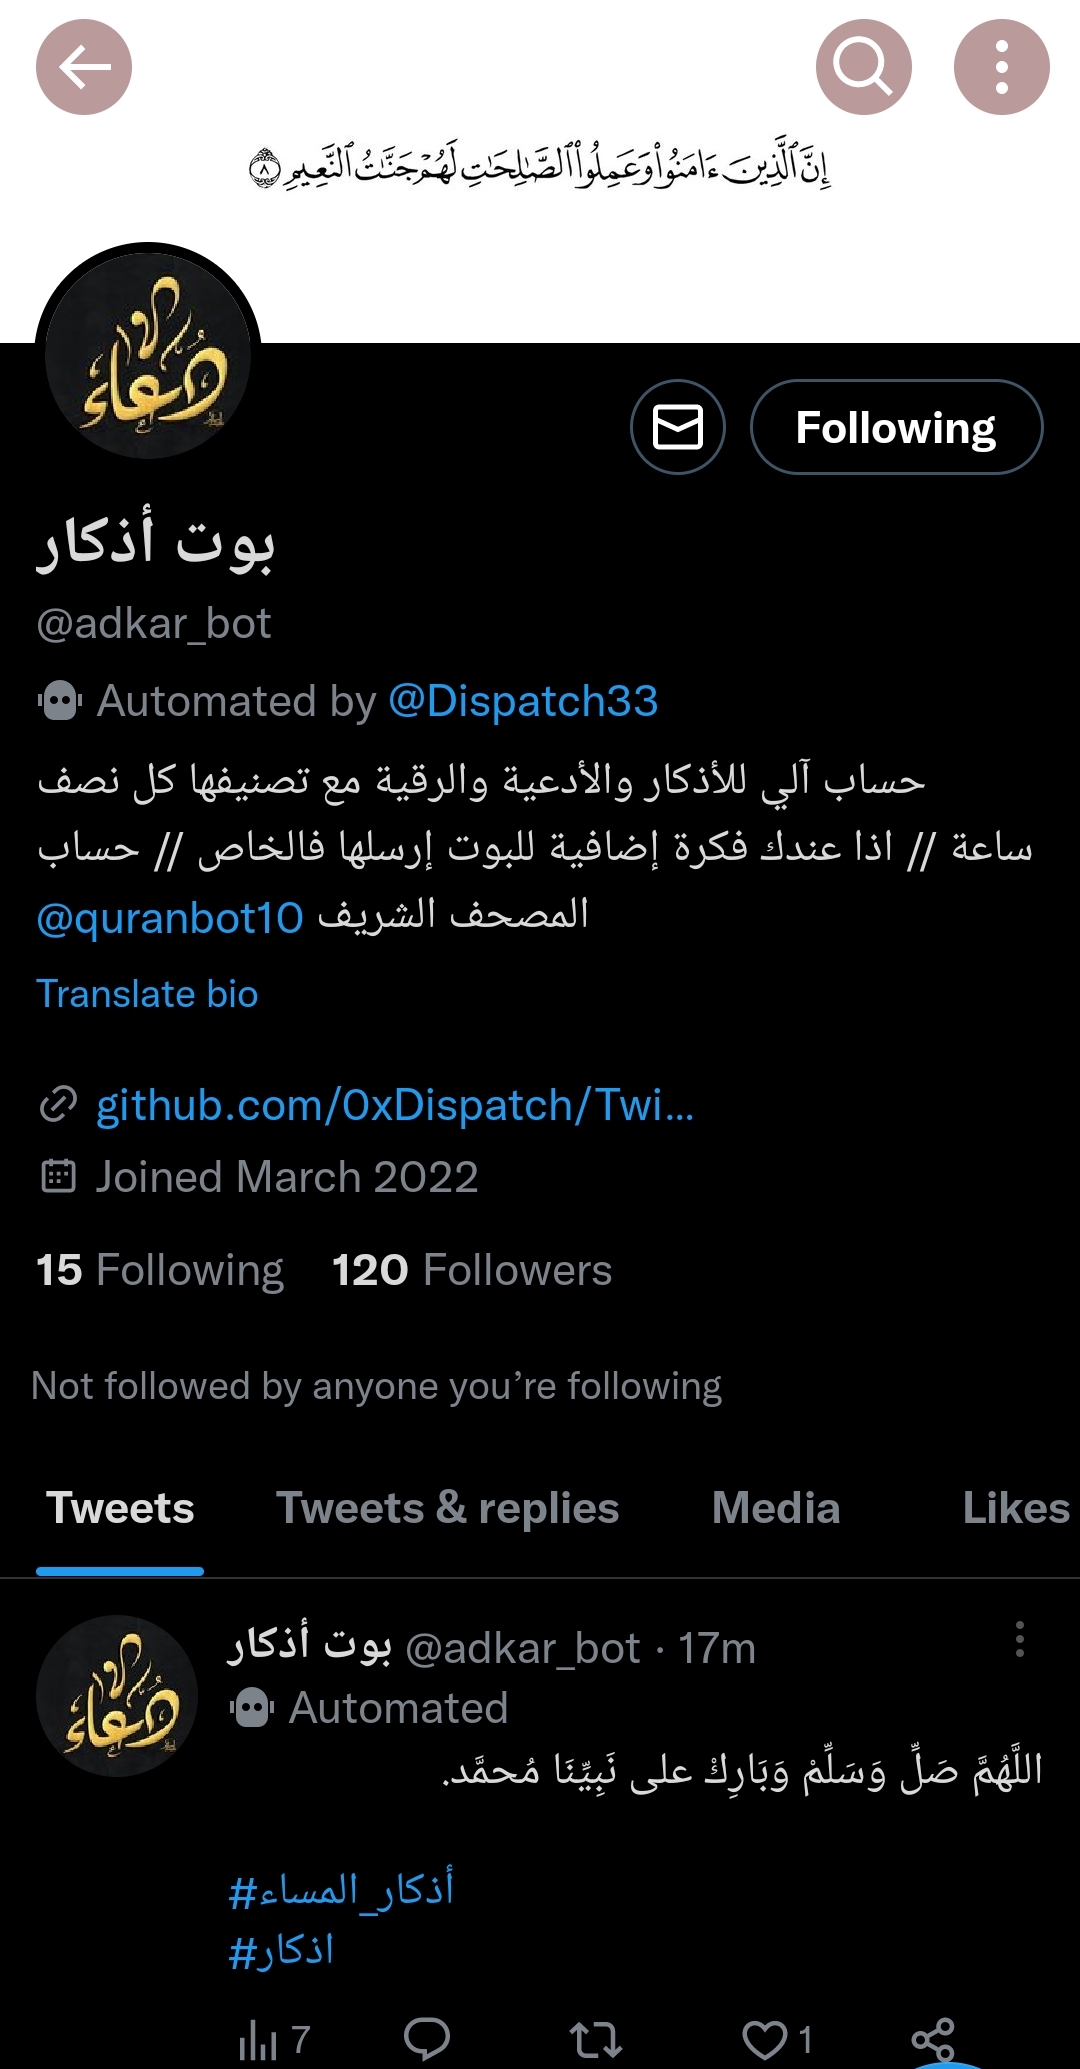 إِنَّ ٱلَّذِينَ ءَامَنُوا۟ وَعَمِلُوا۟ ٱلصَّـٰلِحَـٰتِ لَهُمْ جَنَّـٰتُ ٱلنَّعِيمِ ٨
دعاء
Following
بوت أذكار
@adkar_bot
Automated by @Dispatch33
حساب آلي للأذكار والأدعية والرقية مع تصنيفها كل نصف
ساعة // اذا عندك فكرة إضافية للبوت إرسلها فالخاص // حساب
المصحف الشريف @quranbot10
Translate bio
github.com/0xDispatch/Twi...
Joined March 2022
15 Following 120 Followers
Not followed by anyone you’re following
Tweets Tweets & replies Media Likes
بوت أذكار @adkar_bot · 17m
Automated
دعاء
اللَّهُمَّ صَلِّ وَسَلِّمْ وَبَارِكْ على نَبِيِّنَا مُحمَّد.
#أذكار_المساء
#اذكار
7 1